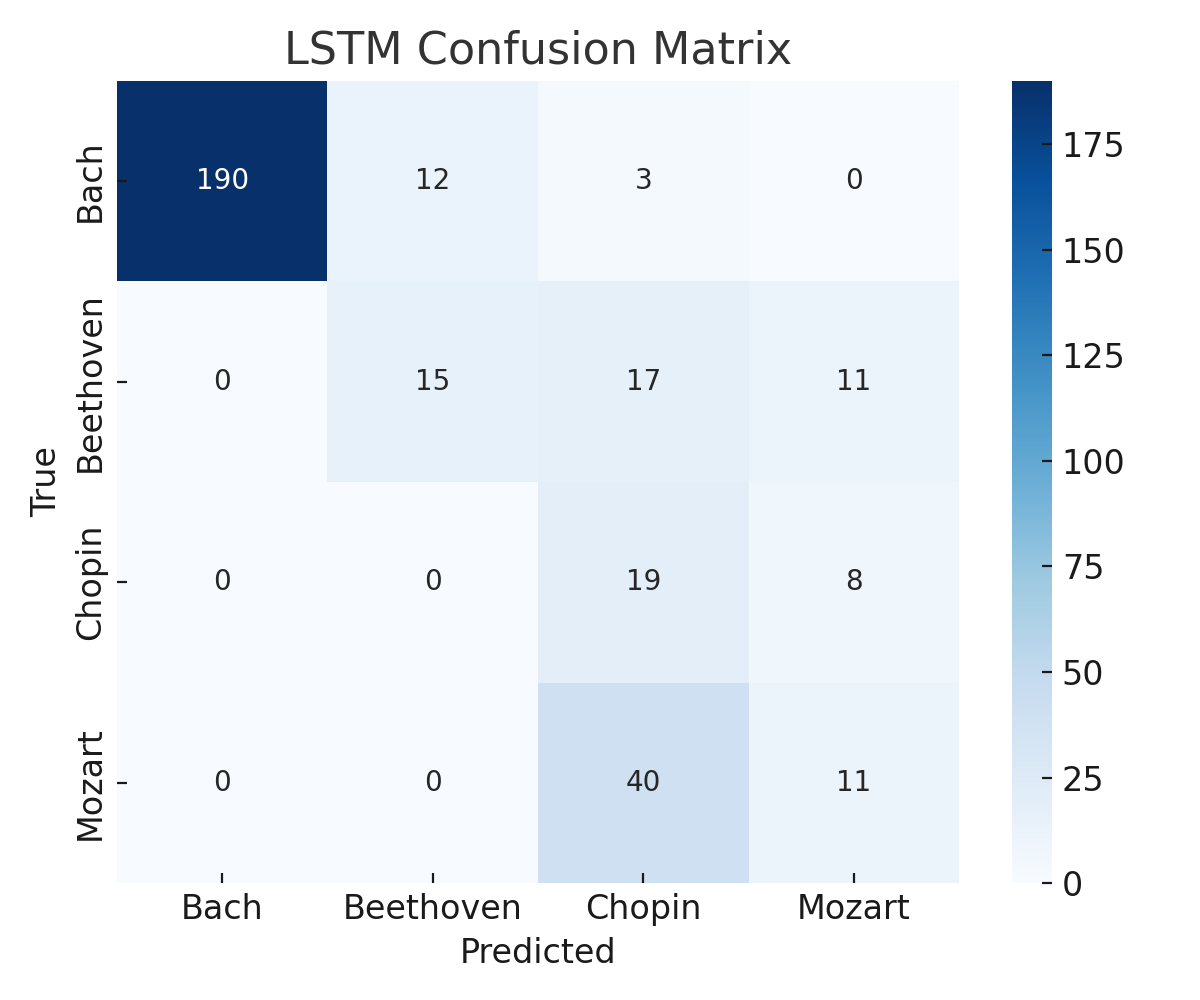 LSTM Confusion Matrix
True
Bach
190 12 3 0
Beethoven
0 15 17 11
Chopin
0 0 19 8
Mozart
0 0 40 11
Bach Beethoven Chopin Mozart
Predicted
175
150
125
100
75
50
25
0